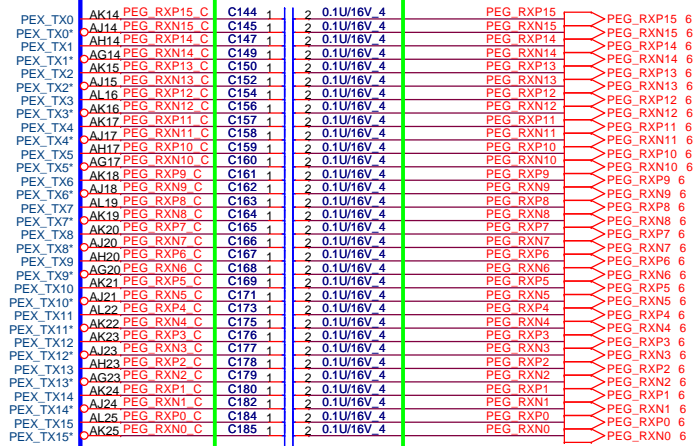 PEX_TX0 AK14 PEG_RXP15_C C144 1 2 0.1U/16V_4 PEG_RXP15 PEG_RXP15 6
PEX_TX0* AJ14 PEG_RXN15_C C145 1 2 0.1U/16V_4 PEG_RXN15 PEG_RXN15 6
PEX_TX1 AH14 PEG_RXP14_C C147 1 2 0.1U/16V_4 PEG_RXP14 PEG_RXP14 6
PEX_TX1* AG14 PEG_RXN14_C C149 1 2 0.1U/16V_4 PEG_RXN14 PEG_RXN14 6
PEX_TX2 AK15 PEG_RXP13_C C150 1 2 0.1U/16V_4 PEG_RXP13 PEG_RXP13 6
PEX_TX2* AJ15 PEG_RXN13_C C152 1 2 0.1U/16V_4 PEG_RXN13 PEG_RXN13 6
PEX_TX3 AL16 PEG_RXP12_C C154 1 2 0.1U/16V_4 PEG_RXP12 PEG_RXP12 6
PEX_TX3* AK16 PEG_RXN12_C C156 1 2 0.1U/16V_4 PEG_RXN12 PEG_RXN12 6
PEX_TX4 AK17 PEG_RXP11_C C157 1 2 0.1U/16V_4 PEG_RXP11 PEG_RXP11 6
PEX_TX4* AJ17 PEG_RXN11_C C158 1 2 0.1U/16V_4 PEG_RXN11 PEG_RXN11 6
PEX_TX5 AH17 PEG_RXP10_C C159 1 2 0.1U/16V_4 PEG_RXP10 PEG_RXP10 6
PEX_TX5* AG17 PEG_RXN10_C C160 1 2 0.1U/16V_4 PEG_RXN10 PEG_RXN10 6
PEX_TX6 AK18 PEG_RXP9_C C161 1 2 0.1U/16V_4 PEG_RXP9 PEG_RXP9 6
PEX_TX6* AJ18 PEG_RXN9_C C162 1 2 0.1U/16V_4 PEG_RXN9 PEG_RXN9 6
PEX_TX7 AL19 PEG_RXP8_C C163 1 2 0.1U/16V_4 PEG_RXP8 PEG_RXP8 6
PEX_TX7* AK19 PEG_RXN8_C C164 1 2 0.1U/16V_4 PEG_RXN8 PEG_RXN8 6
PEX_TX8 AK20 PEG_RXP7_C C165 1 2 0.1U/16V_4 PEG_RXP7 PEG_RXP7 6
PEX_TX8* AJ20 PEG_RXN7_C C166 1 2 0.1U/16V_4 PEG_RXN7 PEG_RXN7 6
PEX_TX9 AH20 PEG_RXP6_C C167 1 2 0.1U/16V_4 PEG_RXP6 PEG_RXP6 6
PEX_TX9* AG20 PEG_RXN6_C C168 1 2 0.1U/16V_4 PEG_RXN6 PEG_RXN6 6
PEX_TX10 AK21 PEG_RXP5_C C169 1 2 0.1U/16V_4 PEG_RXP5 PEG_RXP5 6
PEX_TX10* AJ21 PEG_RXN5_C C171 1 2 0.1U/16V_4 PEG_RXN5 PEG_RXN5 6
PEX_TX11 AL22 PEG_RXP4_C C173 1 2 0.1U/16V_4 PEG_RXP4 PEG_RXP4 6
PEX_TX11* AK22 PEG_RXN4_C C175 1 2 0.1U/16V_4 PEG_RXN4 PEG_RXN4 6
PEX_TX12 AK23 PEG_RXP3_C C176 1 2 0.1U/16V_4 PEG_RXP3 PEG_RXP3 6
PEX_TX12* AJ23 PEG_RXN3_C C177 1 2 0.1U/16V_4 PEG_RXN3 PEG_RXN3 6
PEX_TX13 AH23 PEG_RXP2_C C178 1 2 0.1U/16V_4 PEG_RXP2 PEG_RXP2 6
PEX_TX13* AG23 PEG_RXN2_C C179 1 2 0.1U/16V_4 PEG_RXN2 PEG_RXN2 6
PEX_TX14 AK24 PEG_RXP1_C C180 1 2 0.1U/16V_4 PEG_RXP1 PEG_RXP1 6
PEX_TX14* AJ24 PEG_RXN1_C C182 1 2 0.1U/16V_4 PEG_RXN1 PEG_RXN1 6
PEX_TX15 AL25 PEG_RXP0_C C184 1 2 0.1U/16V_4 PEG_RXP0 PEG_RXP0 6
PEX_TX15* AK25 PEG_RXN0_C C185 1 2 0.1U/16V_4 PEG_RXN0 PEG_RXN0 6